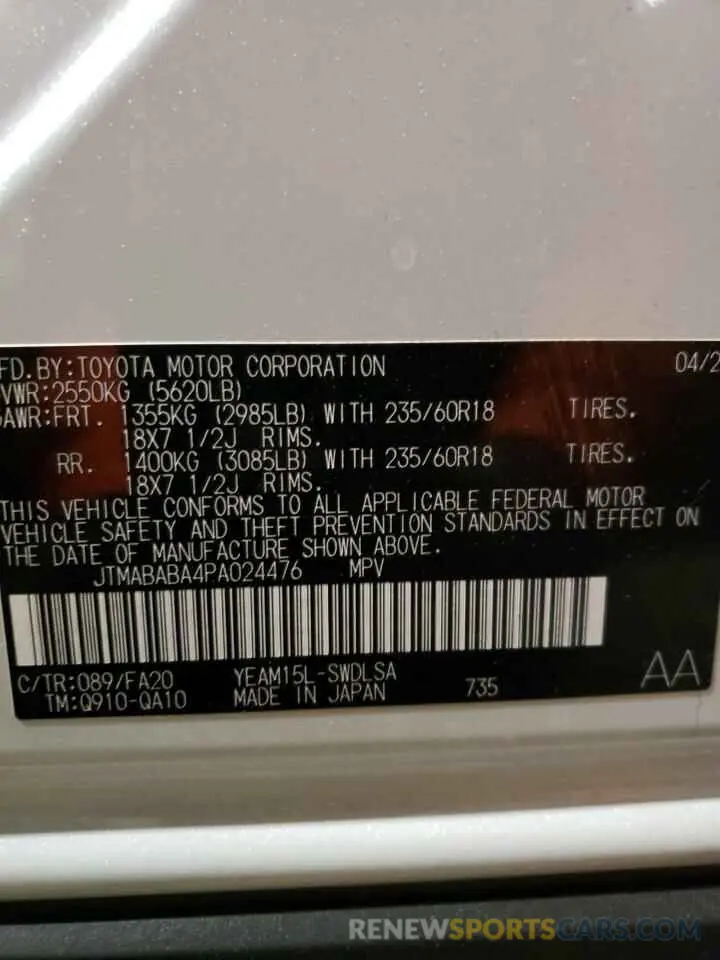 FD.BY:TOYOTA MOTOR CORPORATION 04/2
VWR:2550KG (5620LB)
AWR:FRT. 1355KG (2985LB) WITH 235/60R18 TIRES.
18X7 1/2J RIMS.
RR. 1400KG (3085LB) WITH 235/60R18 TIRES.
18X7 1/2J RIMS.
THIS VEHICLE CONFORMS TO ALL APPLICABLE FEDERAL MOTOR
VEHICLE SAFETY AND THEFT PREVENTION STANDARDS IN EFFECT ON
THE DATE OF MANUFACTURE SHOWN ABOVE.
JTMABABA4PA024476 MPV
C/TR:089/FA20 YEAM15L-SWDLSA AA
TM:Q910-QA10 MADE IN JAPAN 735
RENEWSPORTSCARS.COM